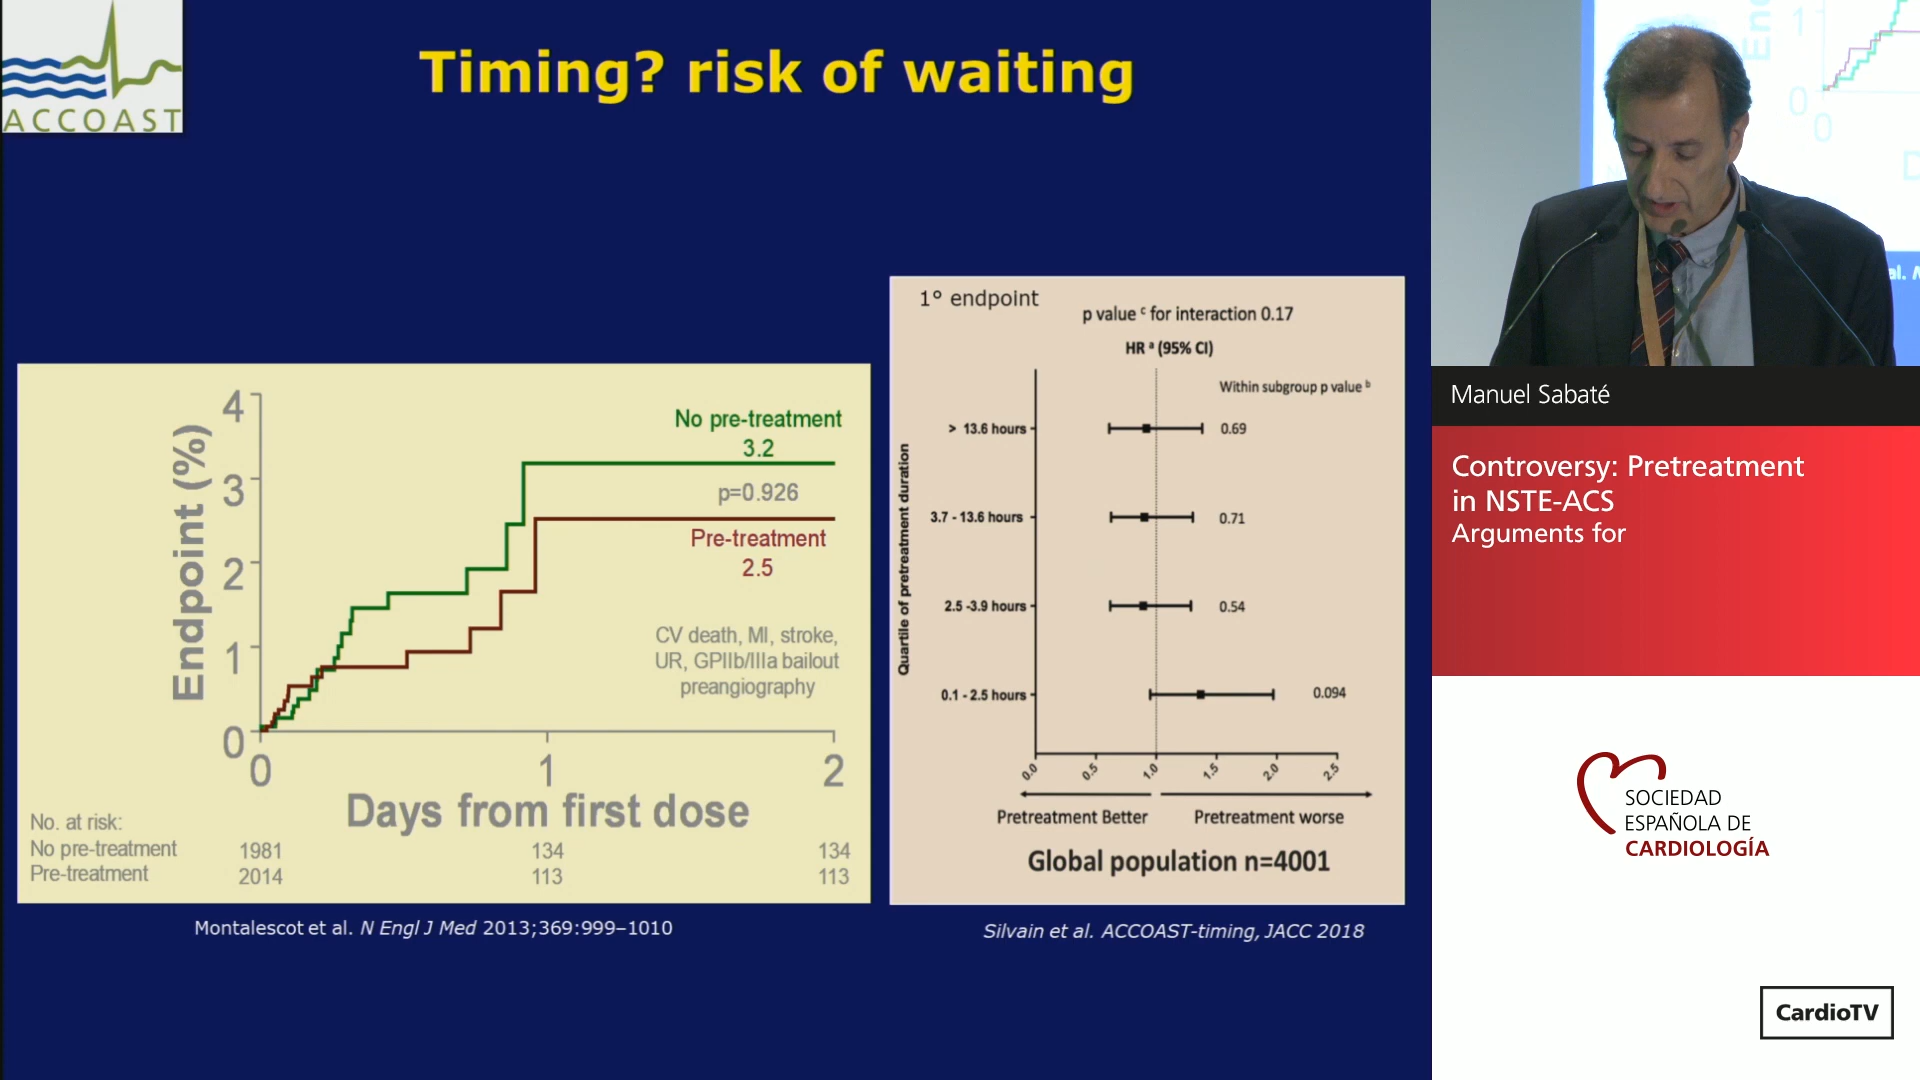 ACCOAST
Timing? risk of waiting
Endpoint (%)
4
3
2
1
0
No pre-treatment
3.2
p=0.926
Pre-treatment
2.5
CV death, MI, stroke,
UR, GPIIb/IIIa bailout
preangiography
0 1 2
Days from first dose
No. at risk:
No pre-treatment 1981 134 134
Pre-treatment 2014 113 113
Montalescot et al. N Engl J Med 2013;369:999–1010
1° endpoint
p value c for interaction 0.17
HR a (95% CI)
Within subgroup p value b
Quartile of pretreatment duration
> 13.6 hours 0.69
3.7 - 13.6 hours 0.71
2.5 -3.9 hours 0.54
0.1 - 2.5 hours 0.094
0.0 0.5 1.0 1.5 2.0 2.5
Pretreatment Better Pretreatment worse
Global population n=4001
Silvain et al. ACCOAST-timing, JACC 2018
1
0
0
Manuel Sabaté
Controversy: Pretreatment
in NSTE-ACS
Arguments for
SOCIEDAD
ESPAÑOLA DE
CARDIOLOGÍA
CardioTV